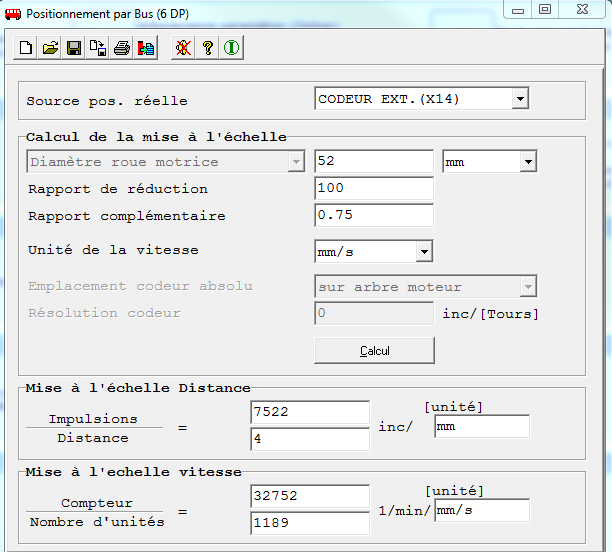 Positionnement par Bus (6 DP)
Source pos. réelle CODEUR EXT.(X14)
Calcul de la mise à l'échelle
Diamètre roue motrice 52 mm
Rapport de réduction 100
Rapport complémentaire 0.75
Unité de la vitesse mm/s
Emplacement codeur absolu sur arbre moteur
Résolution codeur 0 inc/[Tours]
Calcul
Mise à l'échelle Distance
[unité]
Impulsions 7522
= inc/ mm
Distance 4
Mise à l'echelle vitesse
[unité]
Compteur 32752
= 1/min/ mm/s
Nombre d'unités 1189